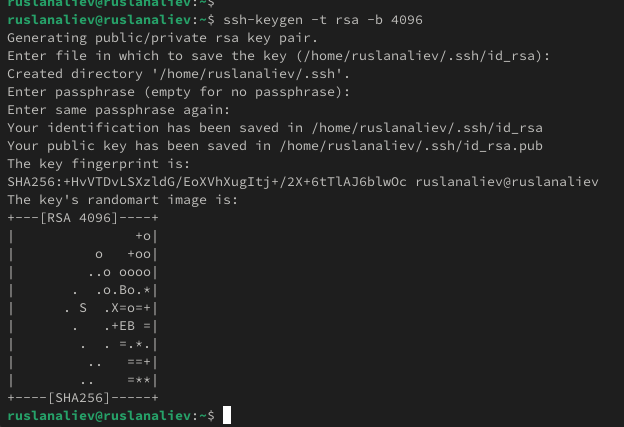 ruslanaliev@ruslanaliev:~$
ruslanaliev@ruslanaliev:~$ ssh-keygen -t rsa -b 4096
Generating public/private rsa key pair.
Enter file in which to save the key (/home/ruslanaliev/.ssh/id_rsa):
Created directory '/home/ruslanaliev/.ssh'.
Enter passphrase (empty for no passphrase):
Enter same passphrase again:
Your identification has been saved in /home/ruslanaliev/.ssh/id_rsa
Your public key has been saved in /home/ruslanaliev/.ssh/id_rsa.pub
The key fingerprint is:
SHA256:+HvVTDvLSXzldG/EoXVhXugItj+/2X+6tTlAJ6blwOc ruslanaliev@ruslanaliev
The key's randomart image is:
+---[RSA 4096]----+
|               +o|
|          o   +oo|
|         ..o oooo|
|       .  .o.Bo.*|
|      . S  .X=o=+|
|       .   .+EB =|
|        .  . =.*.|
|         ..   ==+|
|        ..    =**|
+----[SHA256]-----+
ruslanaliev@ruslanaliev:~$